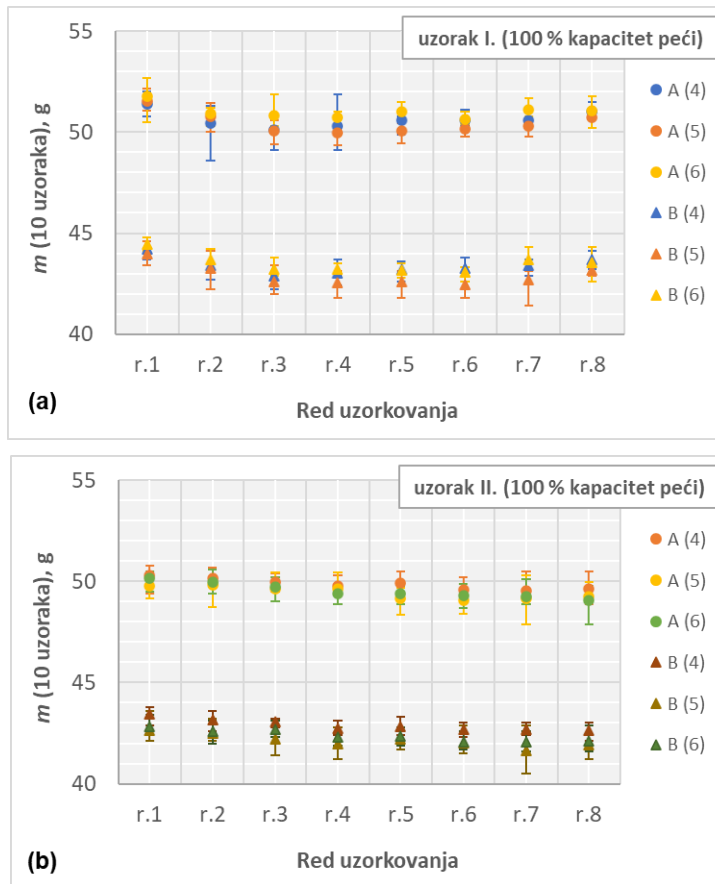 uzorak I. (100 % kapacitet peći)
55
50
45
40
m (10 uzoraka), g
A (4)
A (5)
A (6)
B (4)
B (5)
B (6)
r.1 r.2 r.3 r.4 r.5 r.6 r.7 r.8
(a)
Red uzorkovanja
uzorak II. (100 % kapacitet peći)
55
50
45
40
m (10 uzoraka), g
A (4)
A (5)
A (6)
B (4)
B (5)
B (6)
r.1 r.2 r.3 r.4 r.5 r.6 r.7 r.8
(b)
Red uzorkovanja